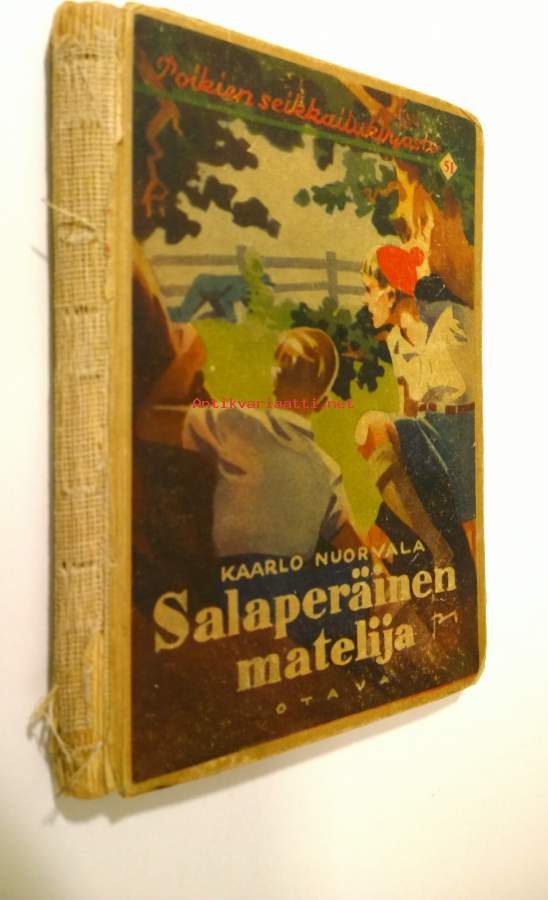 Poikien seikkailukirjasto
51
Antikvariaatti.net
KAARLO NUORVALA
Salaperäinen
matelija
OTAVA